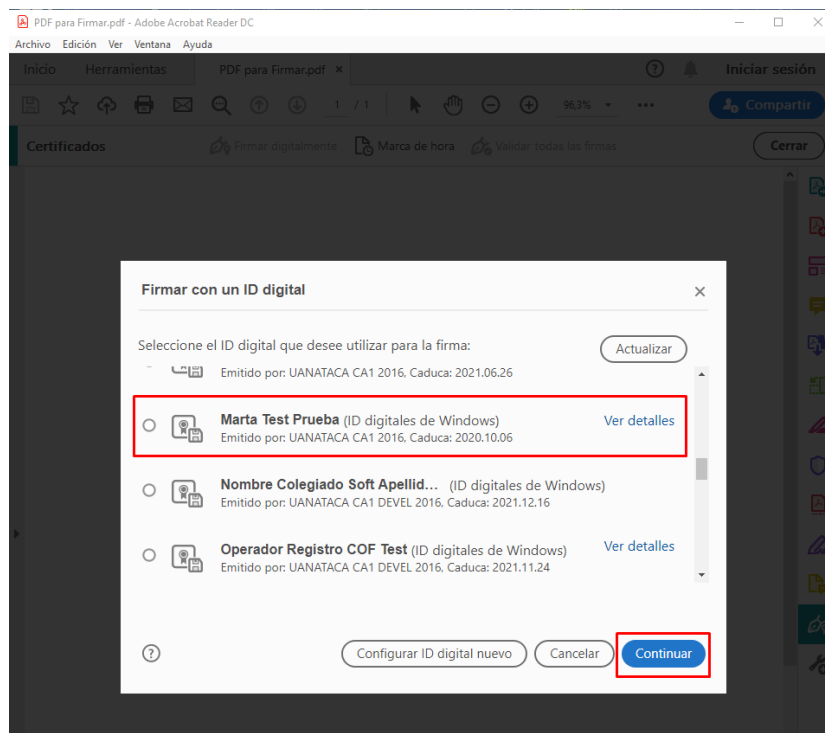 PDF para Firmar.pdf - Adobe Acrobat Reader DC
Archivo Edición Ver Ventana Ayuda
Inicio Herramientas PDF para Firmar.pdf × Iniciar sesión
1 / 1 96,3% Compartir
Certificados Firmar digitalmente Marca de hora Validar todas las firmas Cerrar
Firmar con un ID digital
Seleccione el ID digital que desee utilizar para la firma: Actualizar
Emitido por: UANATACA CA1 2016, Caduca: 2021.06.26
Marta Test Prueba (ID digitales de Windows) Ver detalles
Emitido por: UANATACA CA1 2016, Caduca: 2020.10.06
Nombre Colegiado Soft Apellid... (ID digitales de Windows)
Emitido por: UANATACA CA1 DEVEL 2016, Caduca: 2021.12.16
Operador Registro COF Test (ID digitales de Windows) Ver detalles
Emitido por: UANATACA CA1 DEVEL 2016, Caduca: 2021.11.24
Configurar ID digital nuevo Cancelar Continuar